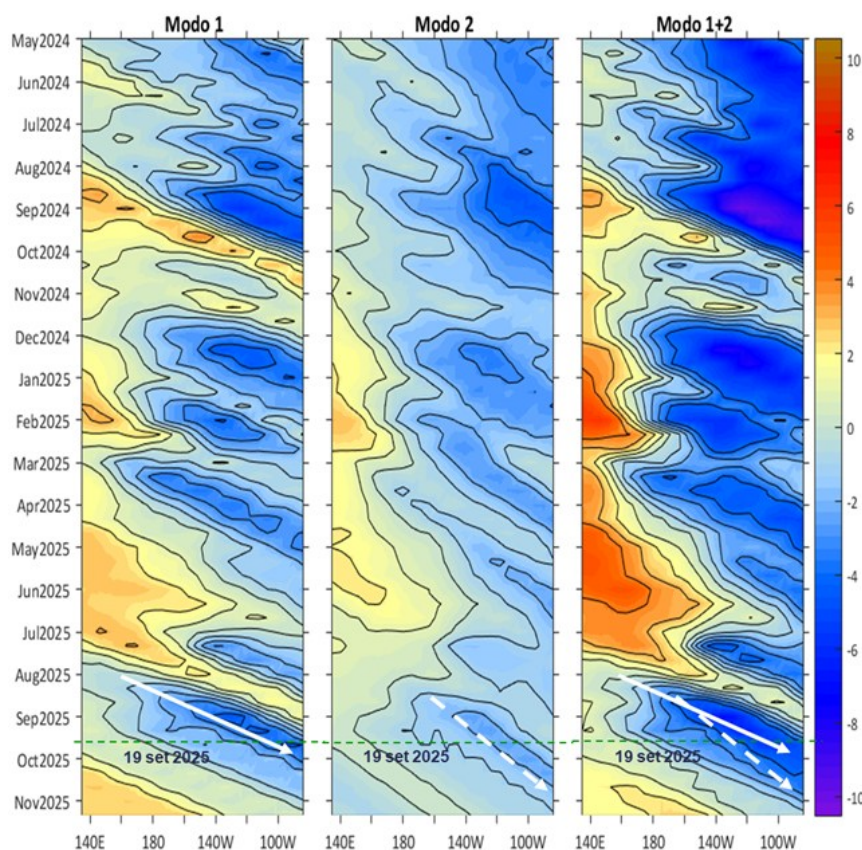 Modo 1 Modo 2 Modo 1+2
May2024
Jun2024
Jul2024
Aug2024
Sep2024
Oct2024
Nov2024
Dec2024
Jan2025
Feb2025
Mar2025
Apr2025
May2025
Jun2025
Jul2025
Aug2025
Sep2025
Oct2025
Nov2025
19 set 2025 19 set 2025 19 set 2025
140E 180 140W 100W 140E 180 140W 100W 140E 180 140W 100W
10
8
6
4
2
0
-2
-4
-6
-8
-10